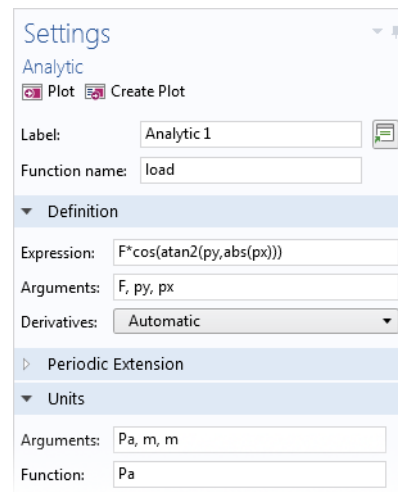 Settings
Analytic
Plot Create Plot
Label: Analytic 1
Function name: load
Definition
Expression: F*cos(atan2(py,abs(px)))
Arguments: F, py, px
Derivatives: Automatic
Periodic Extension
Units
Arguments: Pa, m, m
Function: Pa